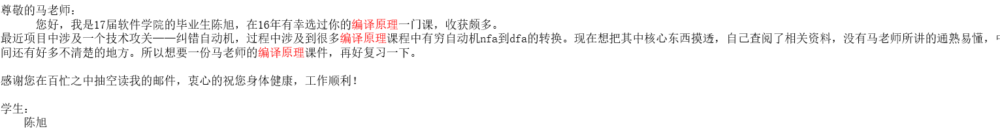 尊敬的马老师：
您好，我是17届软件学院的毕业生陈旭，在16年有幸选过你的编译原理一门课，收获颇多。
最近项目中涉及一个技术攻关——纠错自动机，过程中涉及到很多编译原理课程中有穷自动机nfa到dfa的转换。现在想把其中核心东西摸透，自己查阅了相关资料，没有马老师所讲的通熟易懂，中
间还有好多不清楚的地方。所以想要一份马老师的编译原理课件，再好复习一下。
感谢您在百忙之中抽空读我的邮件，衷心的祝您身体健康，工作顺利！
学生：
陈旭